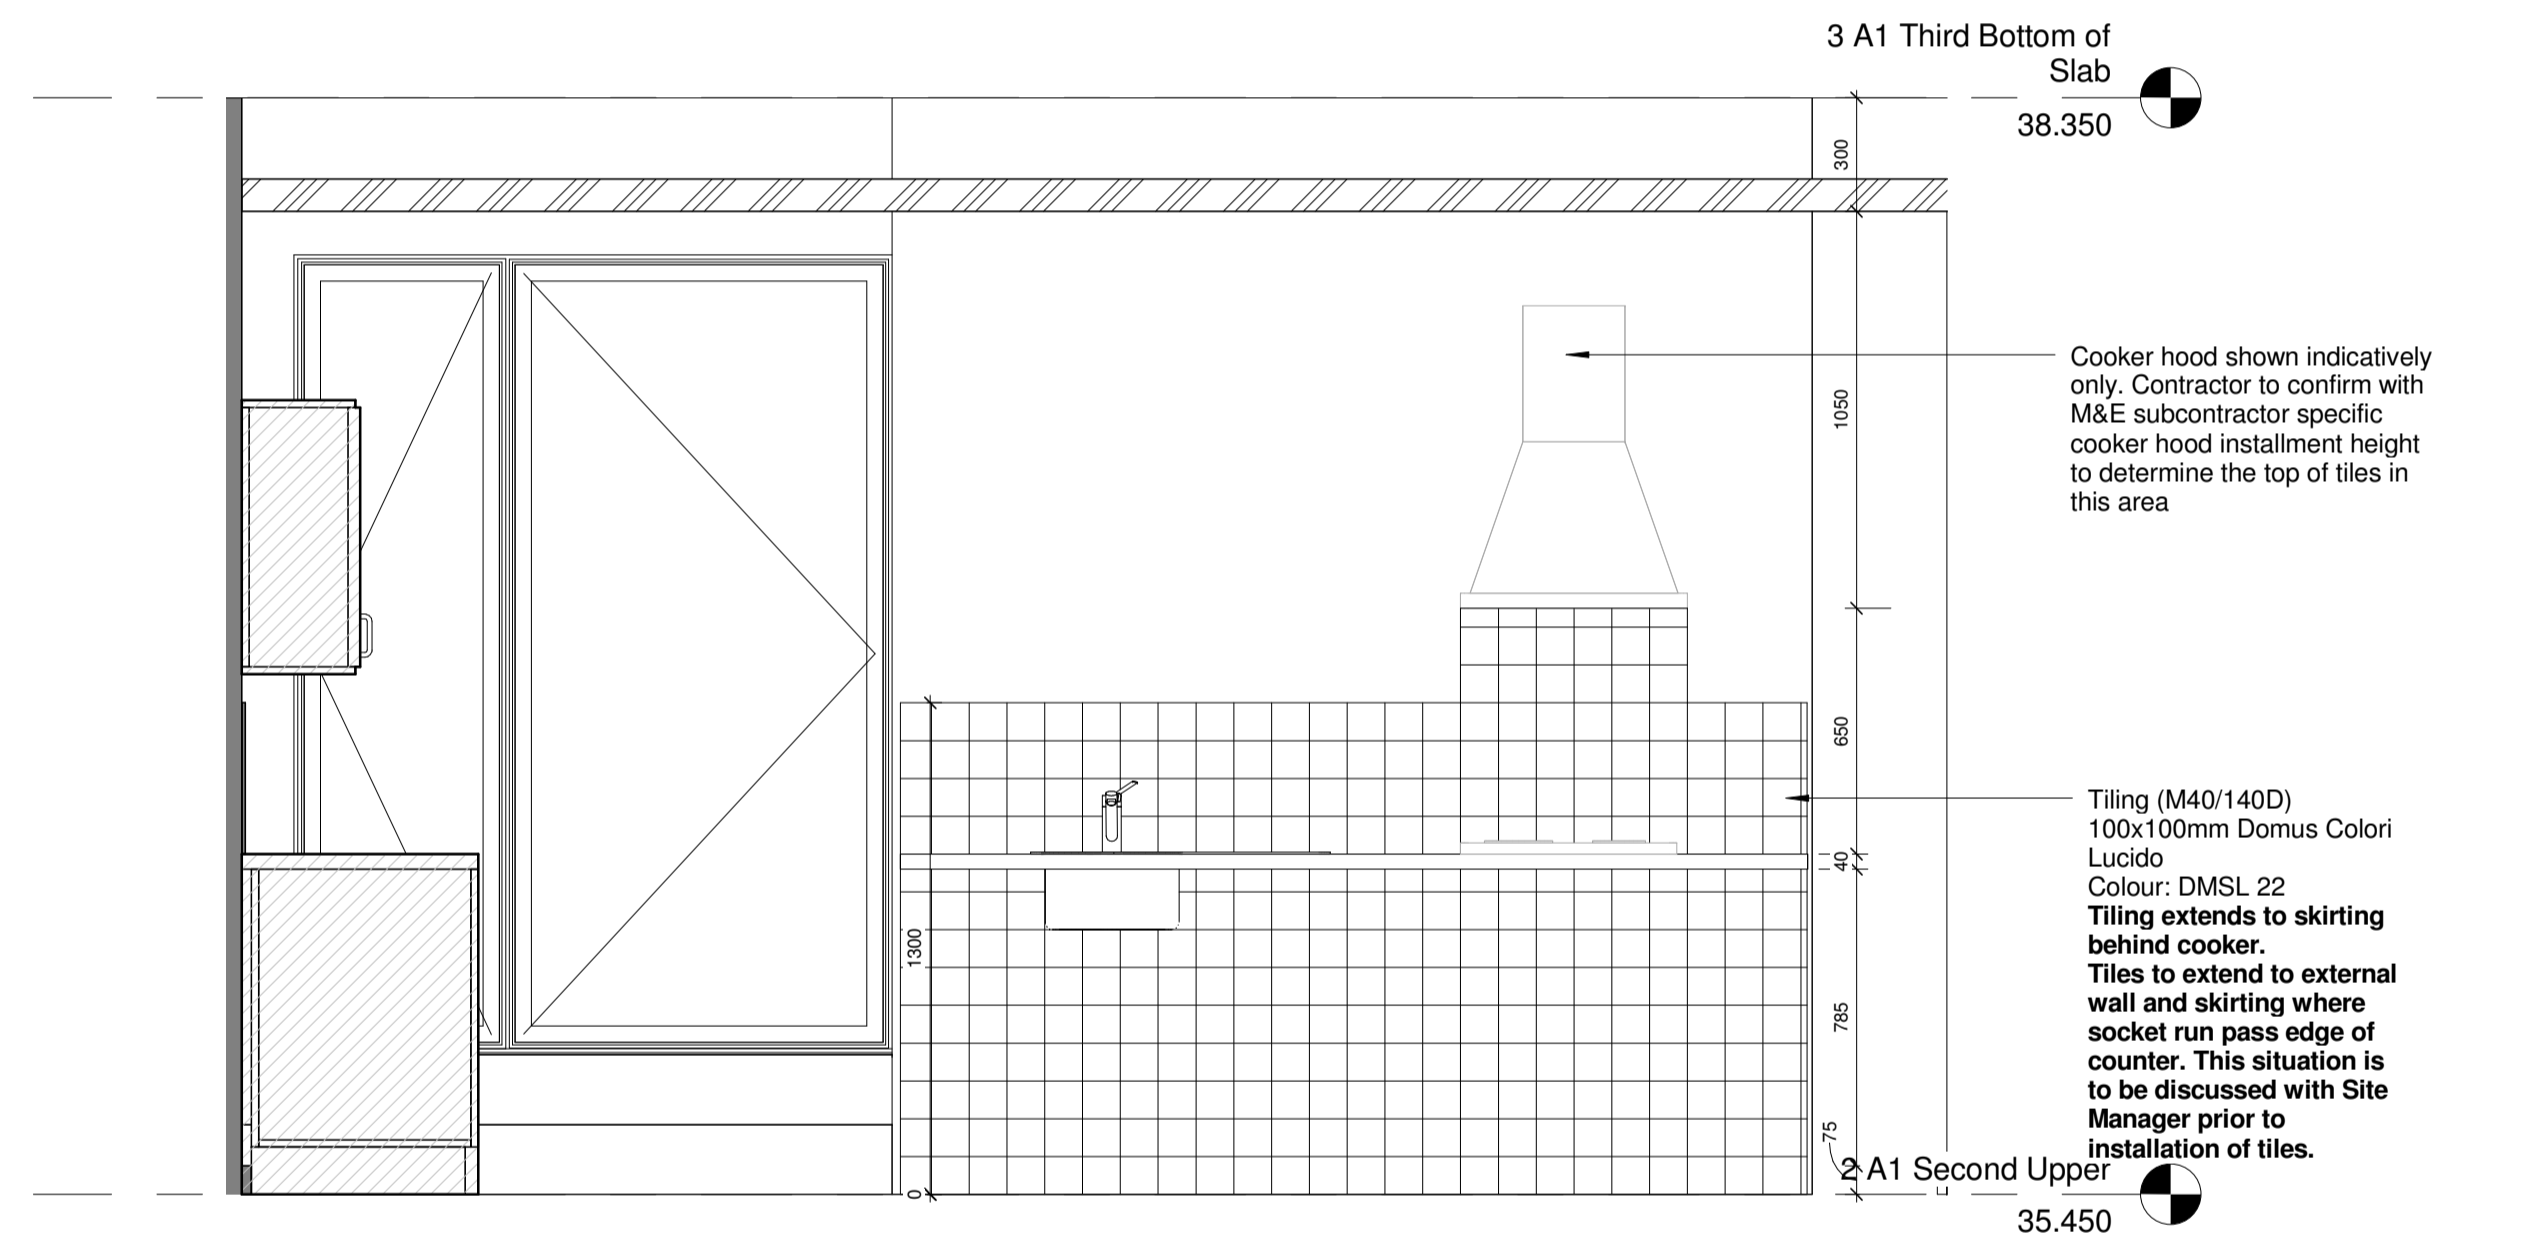 3 A1 Third Bottom of
Slab
38.350
300
Cooker hood shown indicatively
only. Contractor to confirm with
M&E subcontractor specific
cooker hood installment height
to determine the top of tiles in
this area
1050
650
Tiling (M40/140D)
100x100mm Domus Colori
Lucido
Colour: DMSL 22
Tiling extends to skirting
behind cooker.
Tiles to extend to external
wall and skirting where
socket run pass edge of
counter. This situation is
to be discussed with Site
Manager prior to
installation of tiles.
40
1300
785
75
0
2 A1 Second Upper
35.450